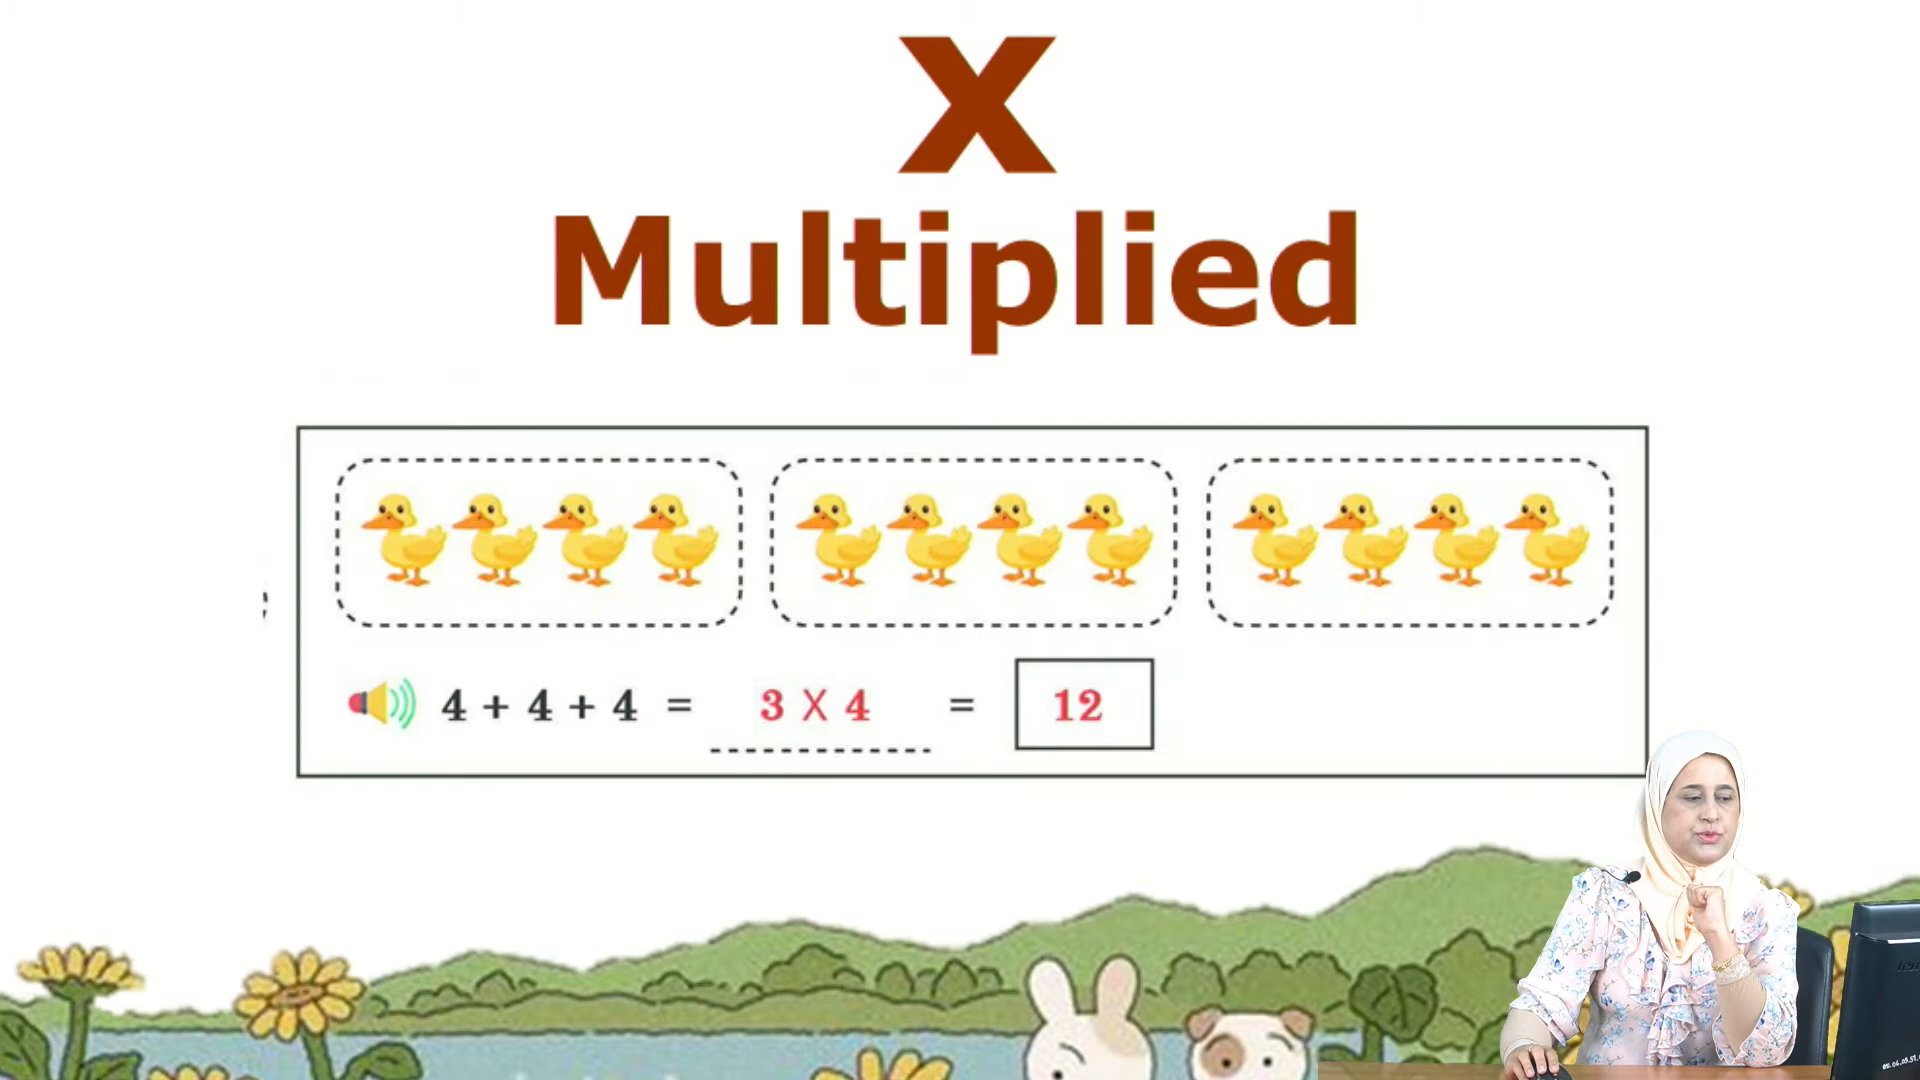 X
Multiplied
4 + 4 + 4 = 3 X 4 = 12